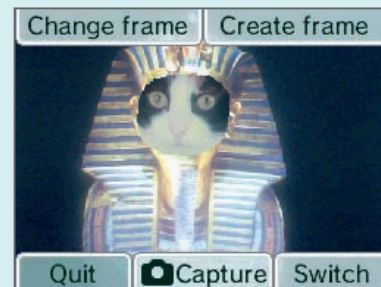 Change frame
Create frame
Quit
Capture
Switch